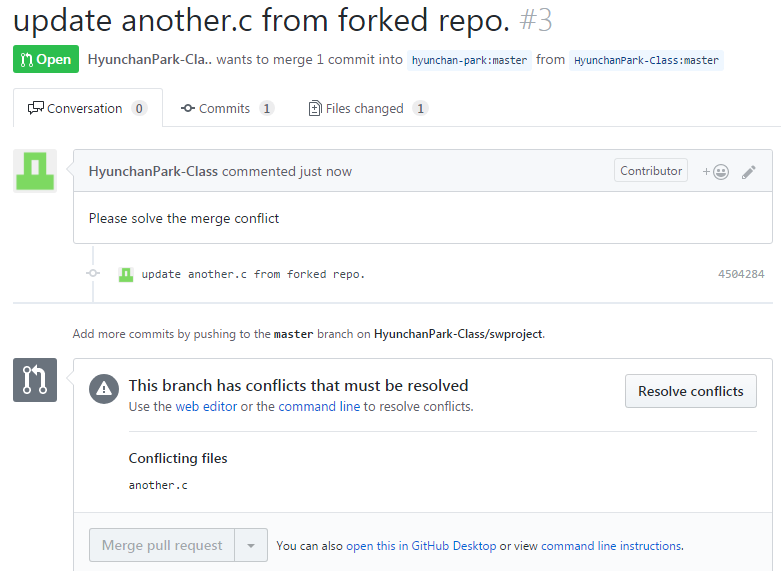 update another.c from forked repo. #3
Open HyunchanPark-Cla.. wants to merge 1 commit into hyunchan-park:master from HyunchanPark-Class:master
Conversation 0 Commits 1 Files changed 1
HyunchanPark-Class commented just now Contributor +
Please solve the merge conflict
update another.c from forked repo. 4504284
Add more commits by pushing to the master branch on HyunchanPark-Class/swproject.
This branch has conflicts that must be resolved
Use the web editor or the command line to resolve conflicts.
Resolve conflicts
Conflicting files
another.c
Merge pull request You can also open this in GitHub Desktop or view command line instructions.